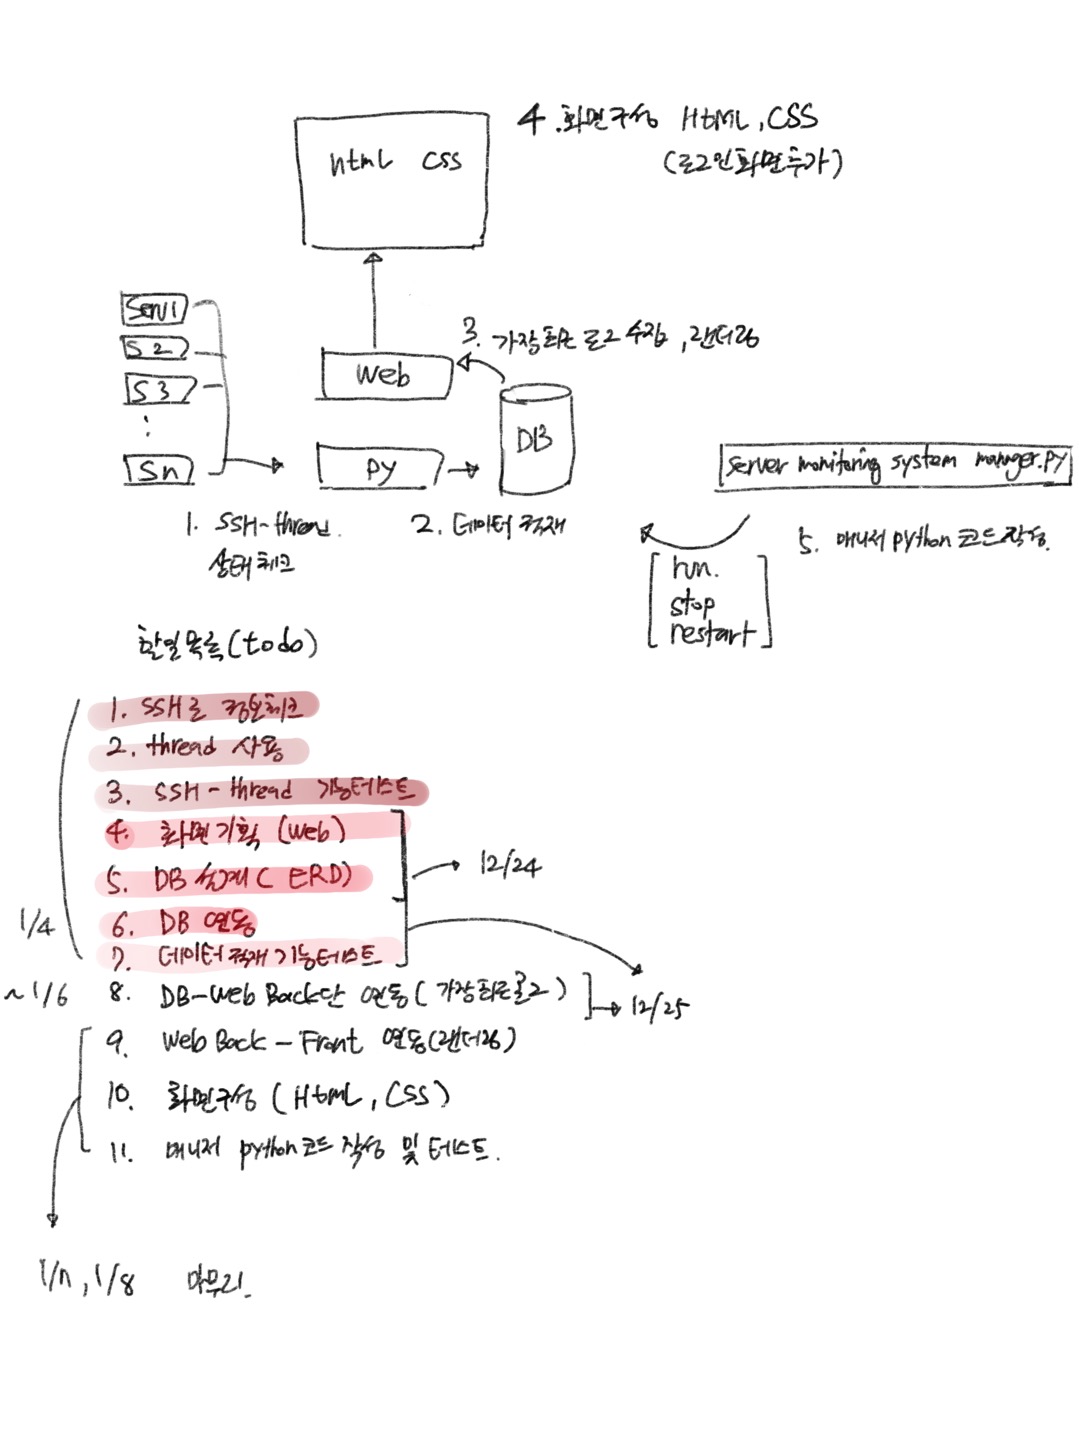 4. 화면구성 HtML, CSS
(로그인화면추가)
html css
Serv1
S2
S3
:
Sn
Web
3. 가장최근 로그 수집, 랜더링
DB
py
1. SSH-thread.
상태체크
2. 데이터 적재
server monitoring system manager.py
5. 매니저 python 코드 작성.
run.
stop
restart
할일목록(todo)
1. SSH로 정보체크
2. thread 사용
3. SSH-thread 기능테스트
4. 화면기획 (Web)
5. DB 설계( ERD)
12/24
1/4
6. DB 연동
7. 데이터적재 기능테스트
~1/6
8. DB-Web Back단 연동( 가장최근로그)
12/25
9. Web Back - Front 연동(랜더링)
10. 화면구성 (HtmL, CSS)
11. 매니저 python코드 작성 및 테스트.
1/7, 1/8 마무리.